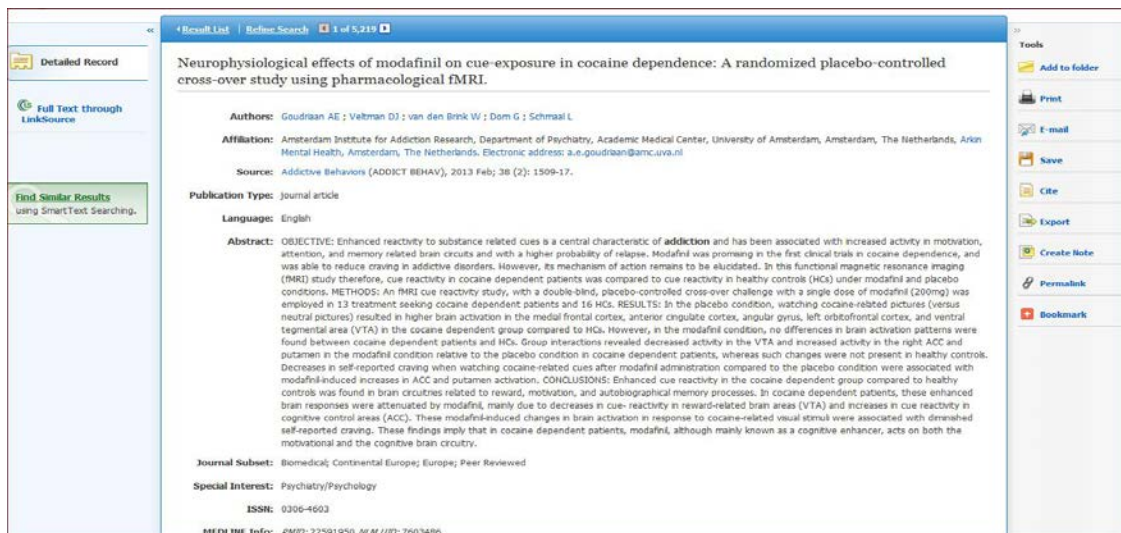 Result List | Refine Search 1 of 5,219
Detailed Record
Full Text through
LinkSource
Find Similar Results
using SmartText Searching.
Neurophysiological effects of modafinil on cue-exposure in cocaine dependence: A randomized placebo-controlled
cross-over study using pharmacological fMRI.
Authors: Goudriaan AE ; Veltman DJ ; van den Brink W ; Dom G ; Schmaal L
Affiliation: Amsterdam Institute for Addiction Research, Department of Psychiatry, Academic Medical Center, University of Amsterdam, Amsterdam, The Netherlands, Arkin
Mental Health, Amsterdam, The Netherlands. Electronic address: a.e.goudriaan@amc.uva.nl
Source: Addictive Behaviors (ADDICT BEHAV), 2013 Feb; 38 (2): 1509-17.
Publication Type: journal article
Language: English
Abstract: OBJECTIVE: Enhanced reactivity to substance related cues is a central characteristic of addiction and has been associated with increased activity in motivation,
attention, and memory related brain circuits and with a higher probability of relapse. Modafinil was promising in the first clinical trials in cocaine dependence, and
was able to reduce craving in addictive disorders. However, its mechanism of action remains to be elucidated. In this functional magnetic resonance imaging
(fMRI) study therefore, cue reactivity in cocaine dependent patients was compared to cue reactivity in healthy controls (HCs) under modafinil and placebo
conditions. METHODS: An fMRI cue reactivity study, with a double-blind, placebo-controlled cross-over challenge with a single dose of modafinil (200mg) was
employed in 13 treatment seeking cocaine dependent patients and 16 HCs. RESULTS: In the placebo condition, watching cocaine-related pictures (versus
neutral pictures) resulted in higher brain activation in the medial frontal cortex, anterior cingulate cortex, angular gyrus, left orbitofrontal cortex, and ventral
tegmental area (VTA) in the cocaine dependent group compared to HCs. However, in the modafinil condition, no differences in brain activation patterns were
found between cocaine dependent patients and HCs. Group interactions revealed decreased activity in the VTA and increased activity in the right ACC and
putamen in the modafinil condition relative to the placebo condition in cocaine dependent patients, whereas such changes were not present in healthy controls.
Decreases in self-reported craving when watching cocaine-related cues after modafinil administration compared to the placebo condition were associated with
modafinil-induced increases in ACC and putamen activation. CONCLUSIONS: Enhanced cue reactivity in the cocaine dependent group compared to healthy
controls was found in brain circuitries related to reward, motivation, and autobiographical memory processes. In cocaine dependent patients, these enhanced
brain responses were attenuated by modafinil, mainly due to decreases in cue- reactivity in reward-related brain areas (VTA) and increases in cue reactivity in
cognitive control areas (ACC). These modafinil-induced changes in brain activation in response to cocaine-related visual stimuli were associated with diminished
self-reported craving. These findings imply that in cocaine dependent patients, modafinil, although mainly known as a cognitive enhancer, acts on both the
motivational and the cognitive brain circuitry.
Journal Subset: Biomedical; Continental Europe; Europe; Peer Reviewed
Special Interest: Psychiatry/Psychology
ISSN: 0306-4603
MEDLINE Info: PMID: 22591950 NLM UID: 7603486
Tools
Add to folder
Print
E-mail
Save
Cite
Export
Create Note
Permalink
Bookmark